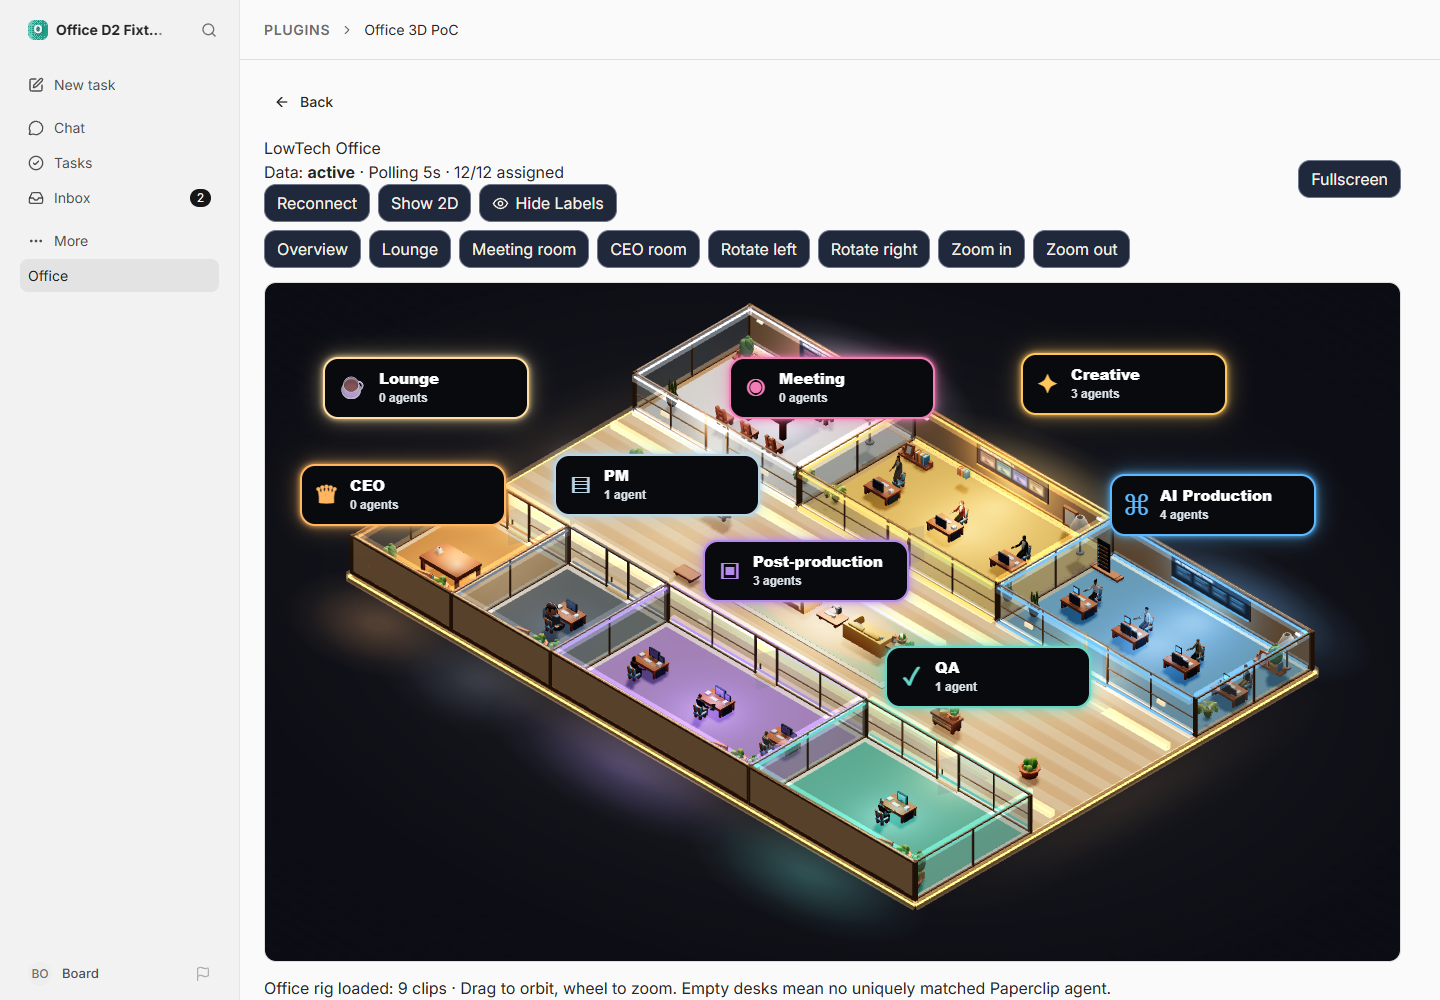 Office D2 Fixt...
PLUGINS > Office 3D PoC
New task
Chat
Tasks
Inbox 2
More
Office
Back
LowTech Office
Data: active · Polling 5s · 12/12 assigned
Fullscreen
Reconnect Show 2D Hide Labels
Overview Lounge Meeting room CEO room Rotate left Rotate right Zoom in Zoom out
Lounge
0 agents
Meeting
0 agents
Creative
3 agents
CEO
0 agents
PM
1 agent
AI Production
4 agents
Post-production
3 agents
QA
1 agent
BO Board
Office rig loaded: 9 clips · Drag to orbit, wheel to zoom. Empty desks mean no uniquely matched Paperclip agent.